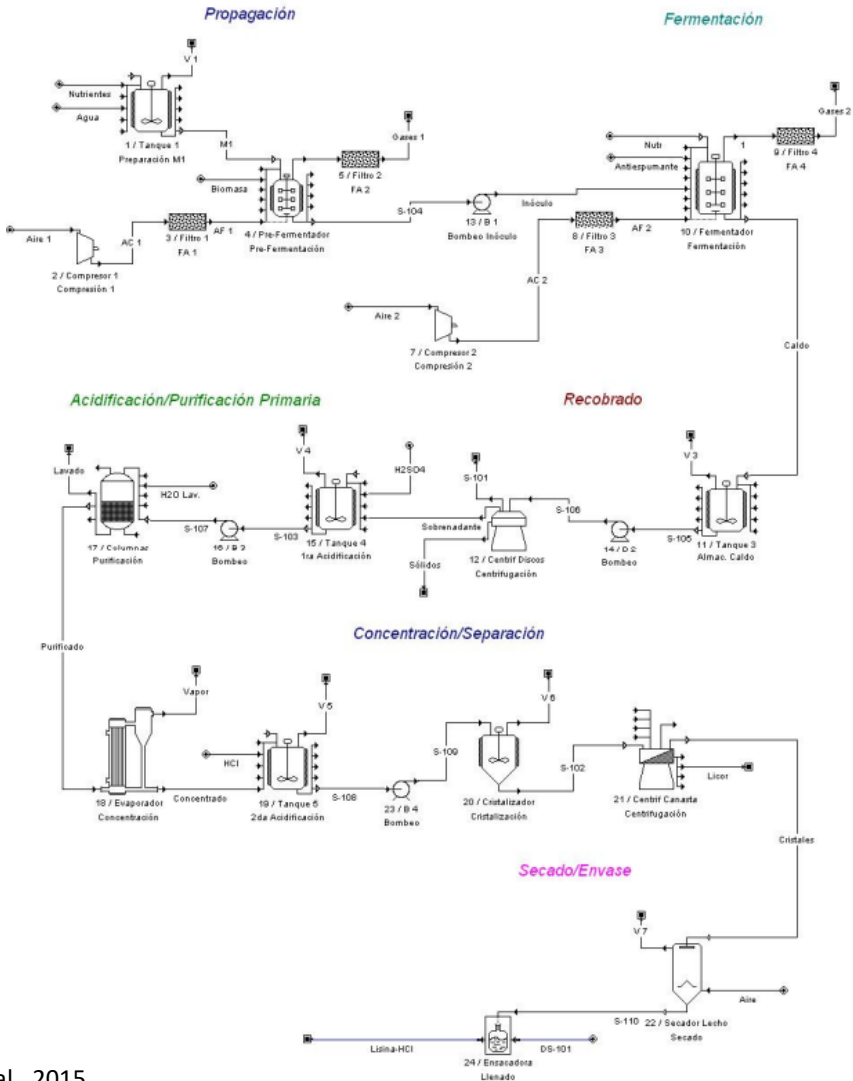 Propagación
Fermentación
V 1
Nutrientes
Agua
1 / Tanque 1
Preparación M1
M1
Gases 1
5 / Filtro 2
FA 2
Biomasa
Aire 1
AC 1
3 / Filtro 1
FA 1
AF 1
4 / Pre-Fermentador
Pre-Fermentación
2 / Compresor 1
Compresión 1
S-104
13 / B 1
Bombeo Inóculo
Inóculo
Nutri
Antiespumante
1
Gases 2
9 / Filtro 4
FA 4
8 / Filtro 3
FA 3
AF 2
10 / Fermentador
Fermentación
AC 2
Aire 2
7 / Compresor 2
Compresión 2
Caldo
Acidificación/Purificación Primaria
Recobrado
Lavado
H2O Lav.
17 / Columnas
Purificación
S-107
16 / B 3
Bombeo
S-103
V 4
H2SO4
15 / Tanque 4
1ra Acidificación
Sobrenadante
S-101
Sólidos
12 / Centrif Discos
Centrifugación
S-106
14 / B 2
Bombeo
S-105
V 3
11 / Tanque 3
Almac. Caldo
Purificado
Concentración/Separación
Vapor
18 / Evaporador
Concentración
Concentrado
HCl
V 5
19 / Tanque 5
2da Acidificación
S-108
23 / B 4
Bombeo
S-109
V 6
20 / Cristalizador
Cristalización
S-102
21 / Centrif Canasta
Centrifugación
Licor
Cristales
Secado/Envase
V 7
Aire
S-110
22 / Secador Lecho
Secado
Lisina-HCl
DS-101
24 / Ensacadora
Llenado
al., 2015